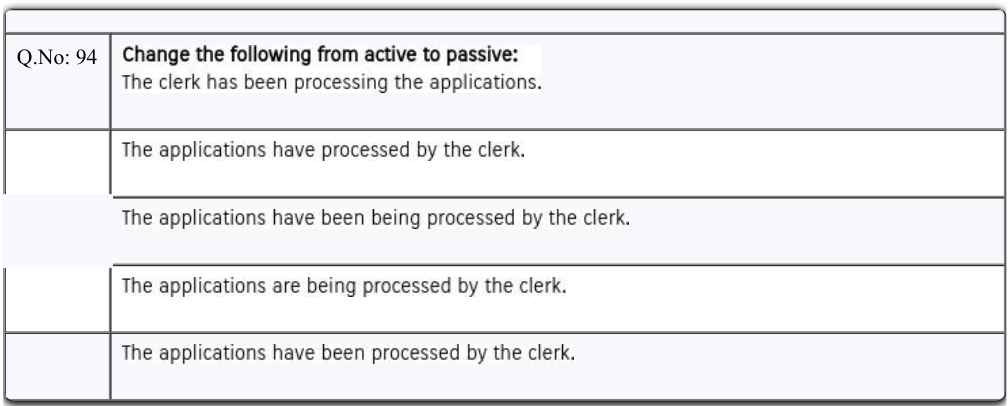 Q.No: 94
Change the following from active to passive:
The clerk has been processing the applications.
The applications have processed by the clerk.
The applications have been being processed by the clerk.
The applications are being processed by the clerk.
The applications have been processed by the clerk.